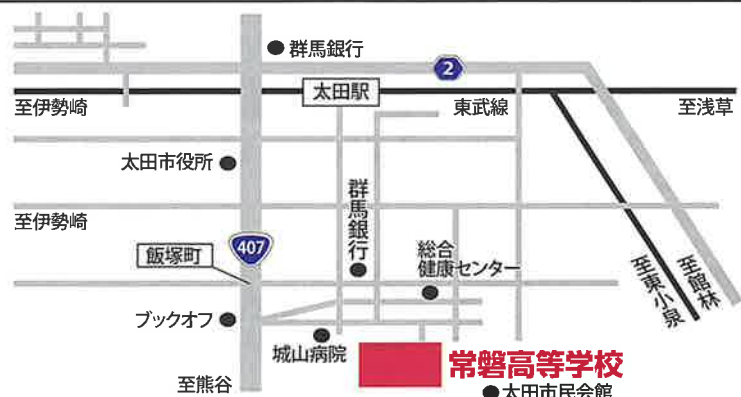 群馬銀行
2
太田駅
至伊勢崎
東武線
至浅草
太田市役所
群馬銀行
至伊勢崎
407
飯塚町
総合
健康センター
至東小泉
至館林
ブックオフ
城山病院
常磐高等学校
至熊谷
太田市民会館